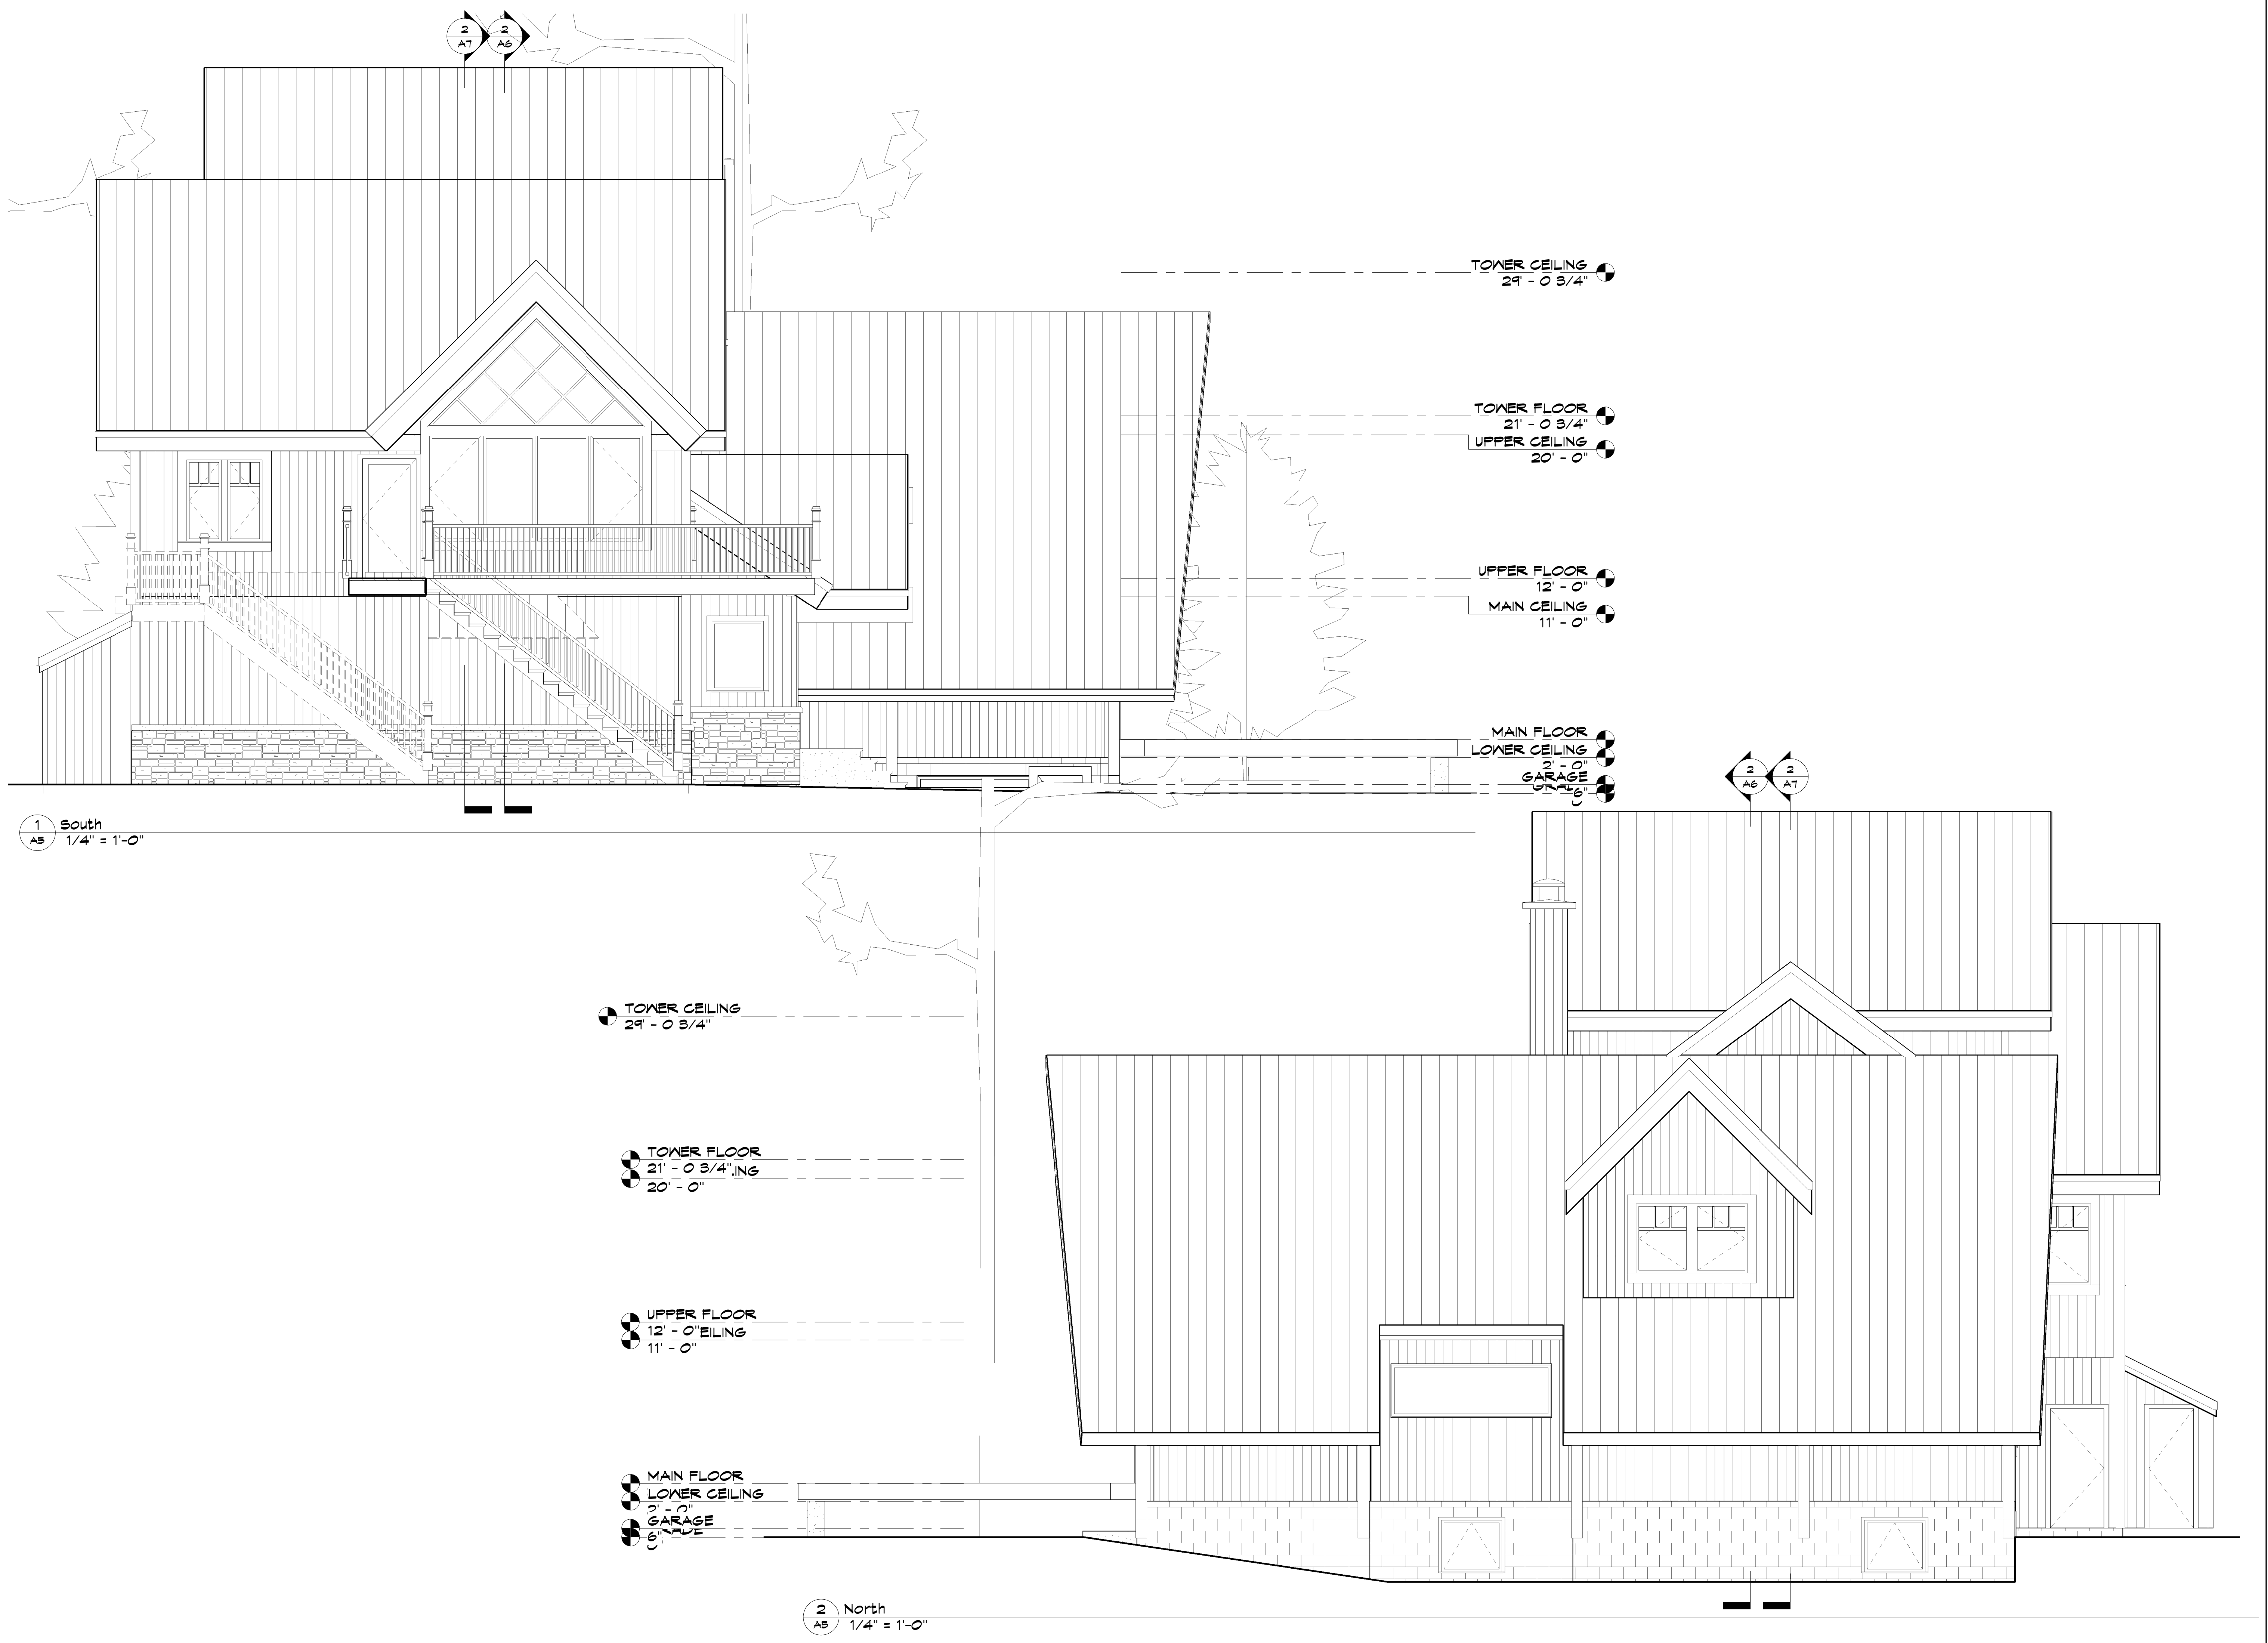 2
A7
2
A6
TOWER CEILING
29' - 0 3/4"
TOWER FLOOR
21' - 0 3/4"
UPPER CEILING
20' - 0"
UPPER FLOOR
12' - 0"
MAIN CEILING
11' - 0"
MAIN FLOOR
LOWER CEILING
2' - 0"
GARAGE
6"
1
A5
South
1/4" = 1'-0"
2
A6
2
A7
TOWER CEILING
29' - 0 3/4"
TOWER FLOOR
21' - 0 3/4"
20' - 0"
UPPER FLOOR
12' - 0"
11' - 0"
MAIN FLOOR
LOWER CEILING
2' - 0"
GARAGE
6"
2
A5
North
1/4" = 1'-0"